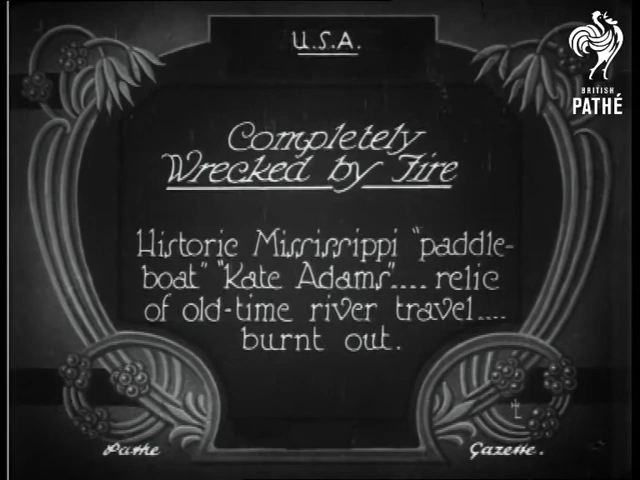 U.S.A.
BRITISH
PATHÉ
Completely
Wrecked by Fire
Historic Mississippi "paddle-
boat" "Kate Adams".... relic
of old-time river travel....
burnt out.
Pathe Gazette.